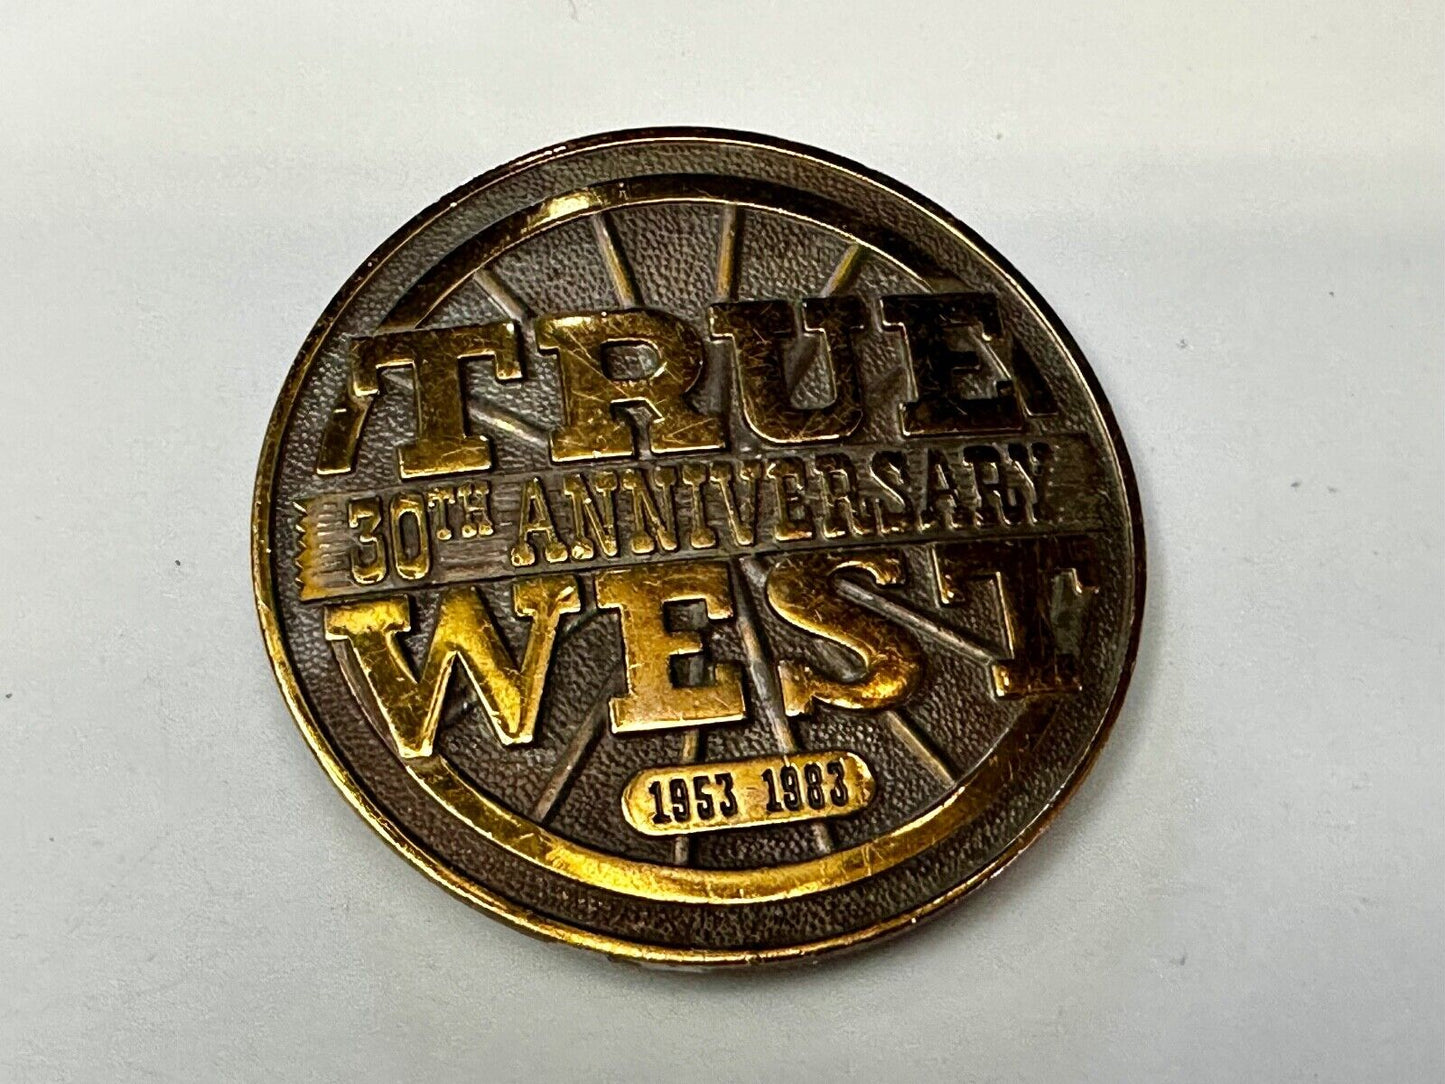 TRUE
30TH ANNIVERSARY
WEST
1953 1983